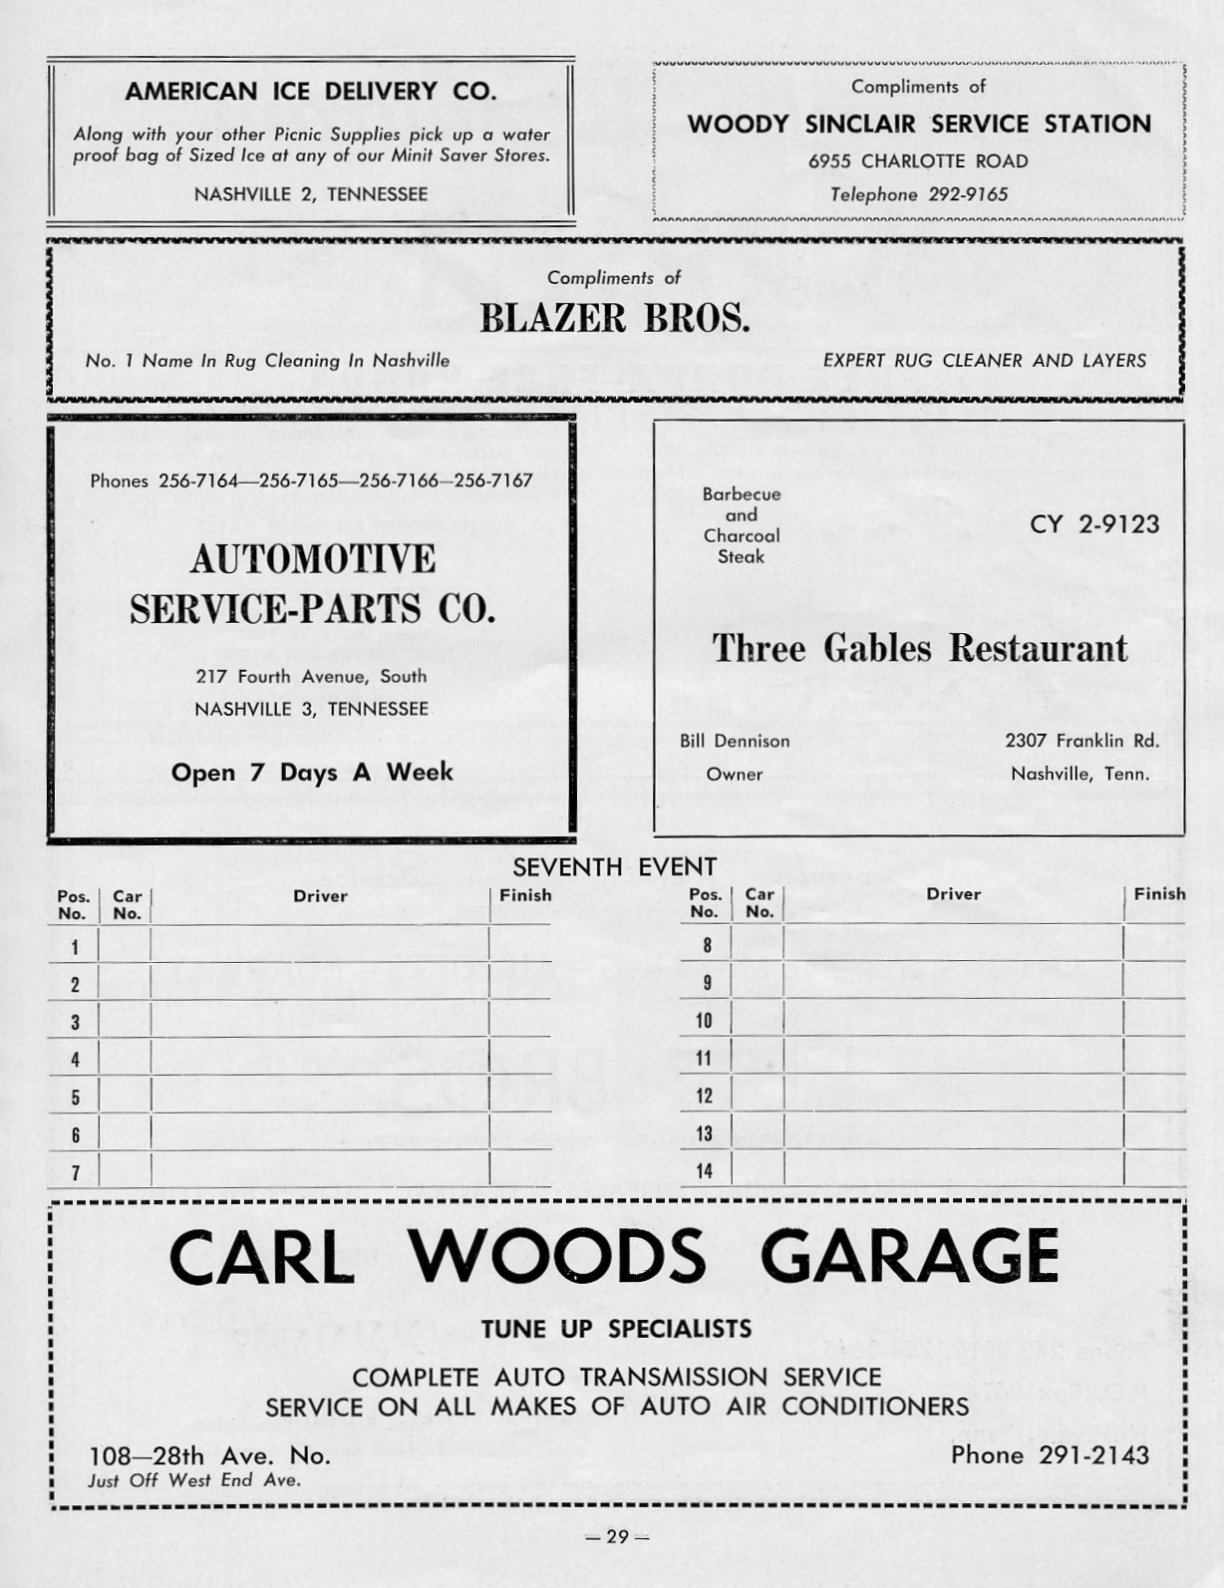 AMERICAN ICE DELIVERY CO.
Along with your other Picnic Supplies pick up a water
proof bag of Sized Ice at any of our Minit Saver Stores.
NASHVILLE 2, TENNESSEE
Compliments of
WOODY SINCLAIR SERVICE STATION
6955 CHARLOTTE ROAD
Telephone 292-9165
Compliments of
BLAZER BROS.
No. 1 Name In Rug Cleaning In Nashville
EXPERT RUG CLEANER AND LAYERS
Phones 256-7164—256-7165—256-7166—256-7167
AUTOMOTIVE
SERVICE-PARTS CO.
217 Fourth Avenue, South
NASHVILLE 3, TENNESSEE
Open 7 Days A Week
Barbecue
and
Charcoal
Steak
CY 2-9123
Three Gables Restaurant
Bill Dennison
Owner
2307 Franklin Rd.
Nashville, Tenn.
SEVENTH EVENT
Pos. No. Car No. Driver Finish
1
2
3
4
5
6
7
Pos. No. Car No. Driver Finish
8
9
10
11
12
13
14
CARL WOODS GARAGE
TUNE UP SPECIALISTS
COMPLETE AUTO TRANSMISSION SERVICE
SERVICE ON ALL MAKES OF AUTO AIR CONDITIONERS
108—28th Ave. No.
Just Off West End Ave.
Phone 291-2143
— 29 —